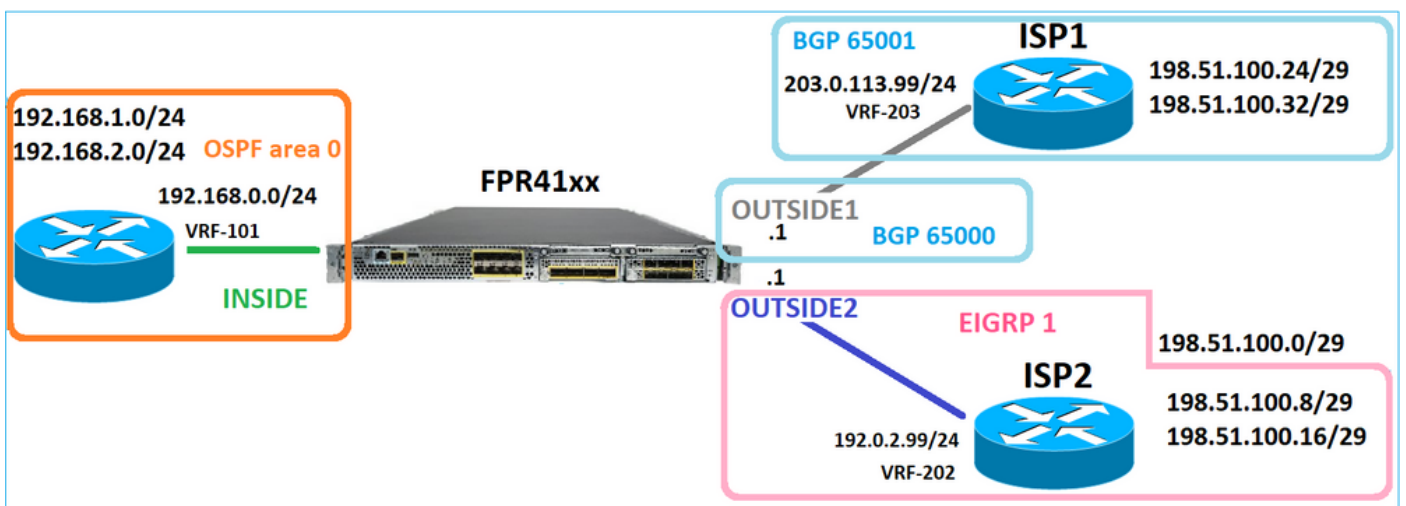 192.168.1.0/24
192.168.2.0/24
OSPF area 0
192.168.0.0/24
VRF-101
INSIDE
FPR41xx
BGP 65001
ISP1
203.0.113.99/24
VRF-203
198.51.100.24/29
198.51.100.32/29
OUTSIDE1
.1
BGP 65000
.1
OUTSIDE2
EIGRP 1
198.51.100.0/29
ISP2
198.51.100.8/29
198.51.100.16/29
192.0.2.99/24
VRF-202